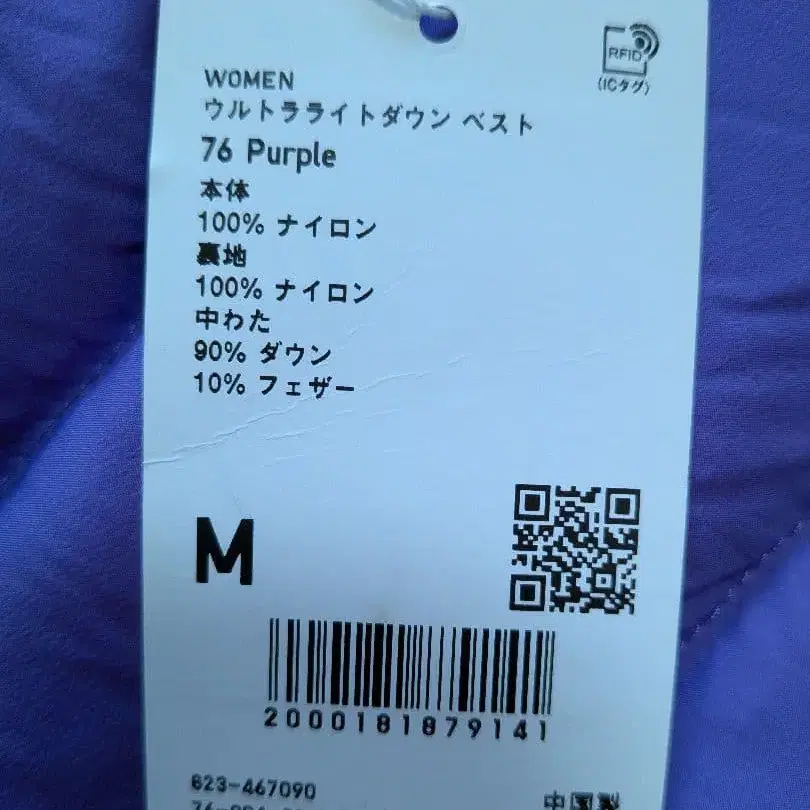 RFID
(ICタグ)
WOMEN
ウルトラライトダウン ベスト
76 Purple
本体
100% ナイロン
裏地
100% ナイロン
中わた
90% ダウン
10% フェザー
M
2000181879141
823-467090
中国製